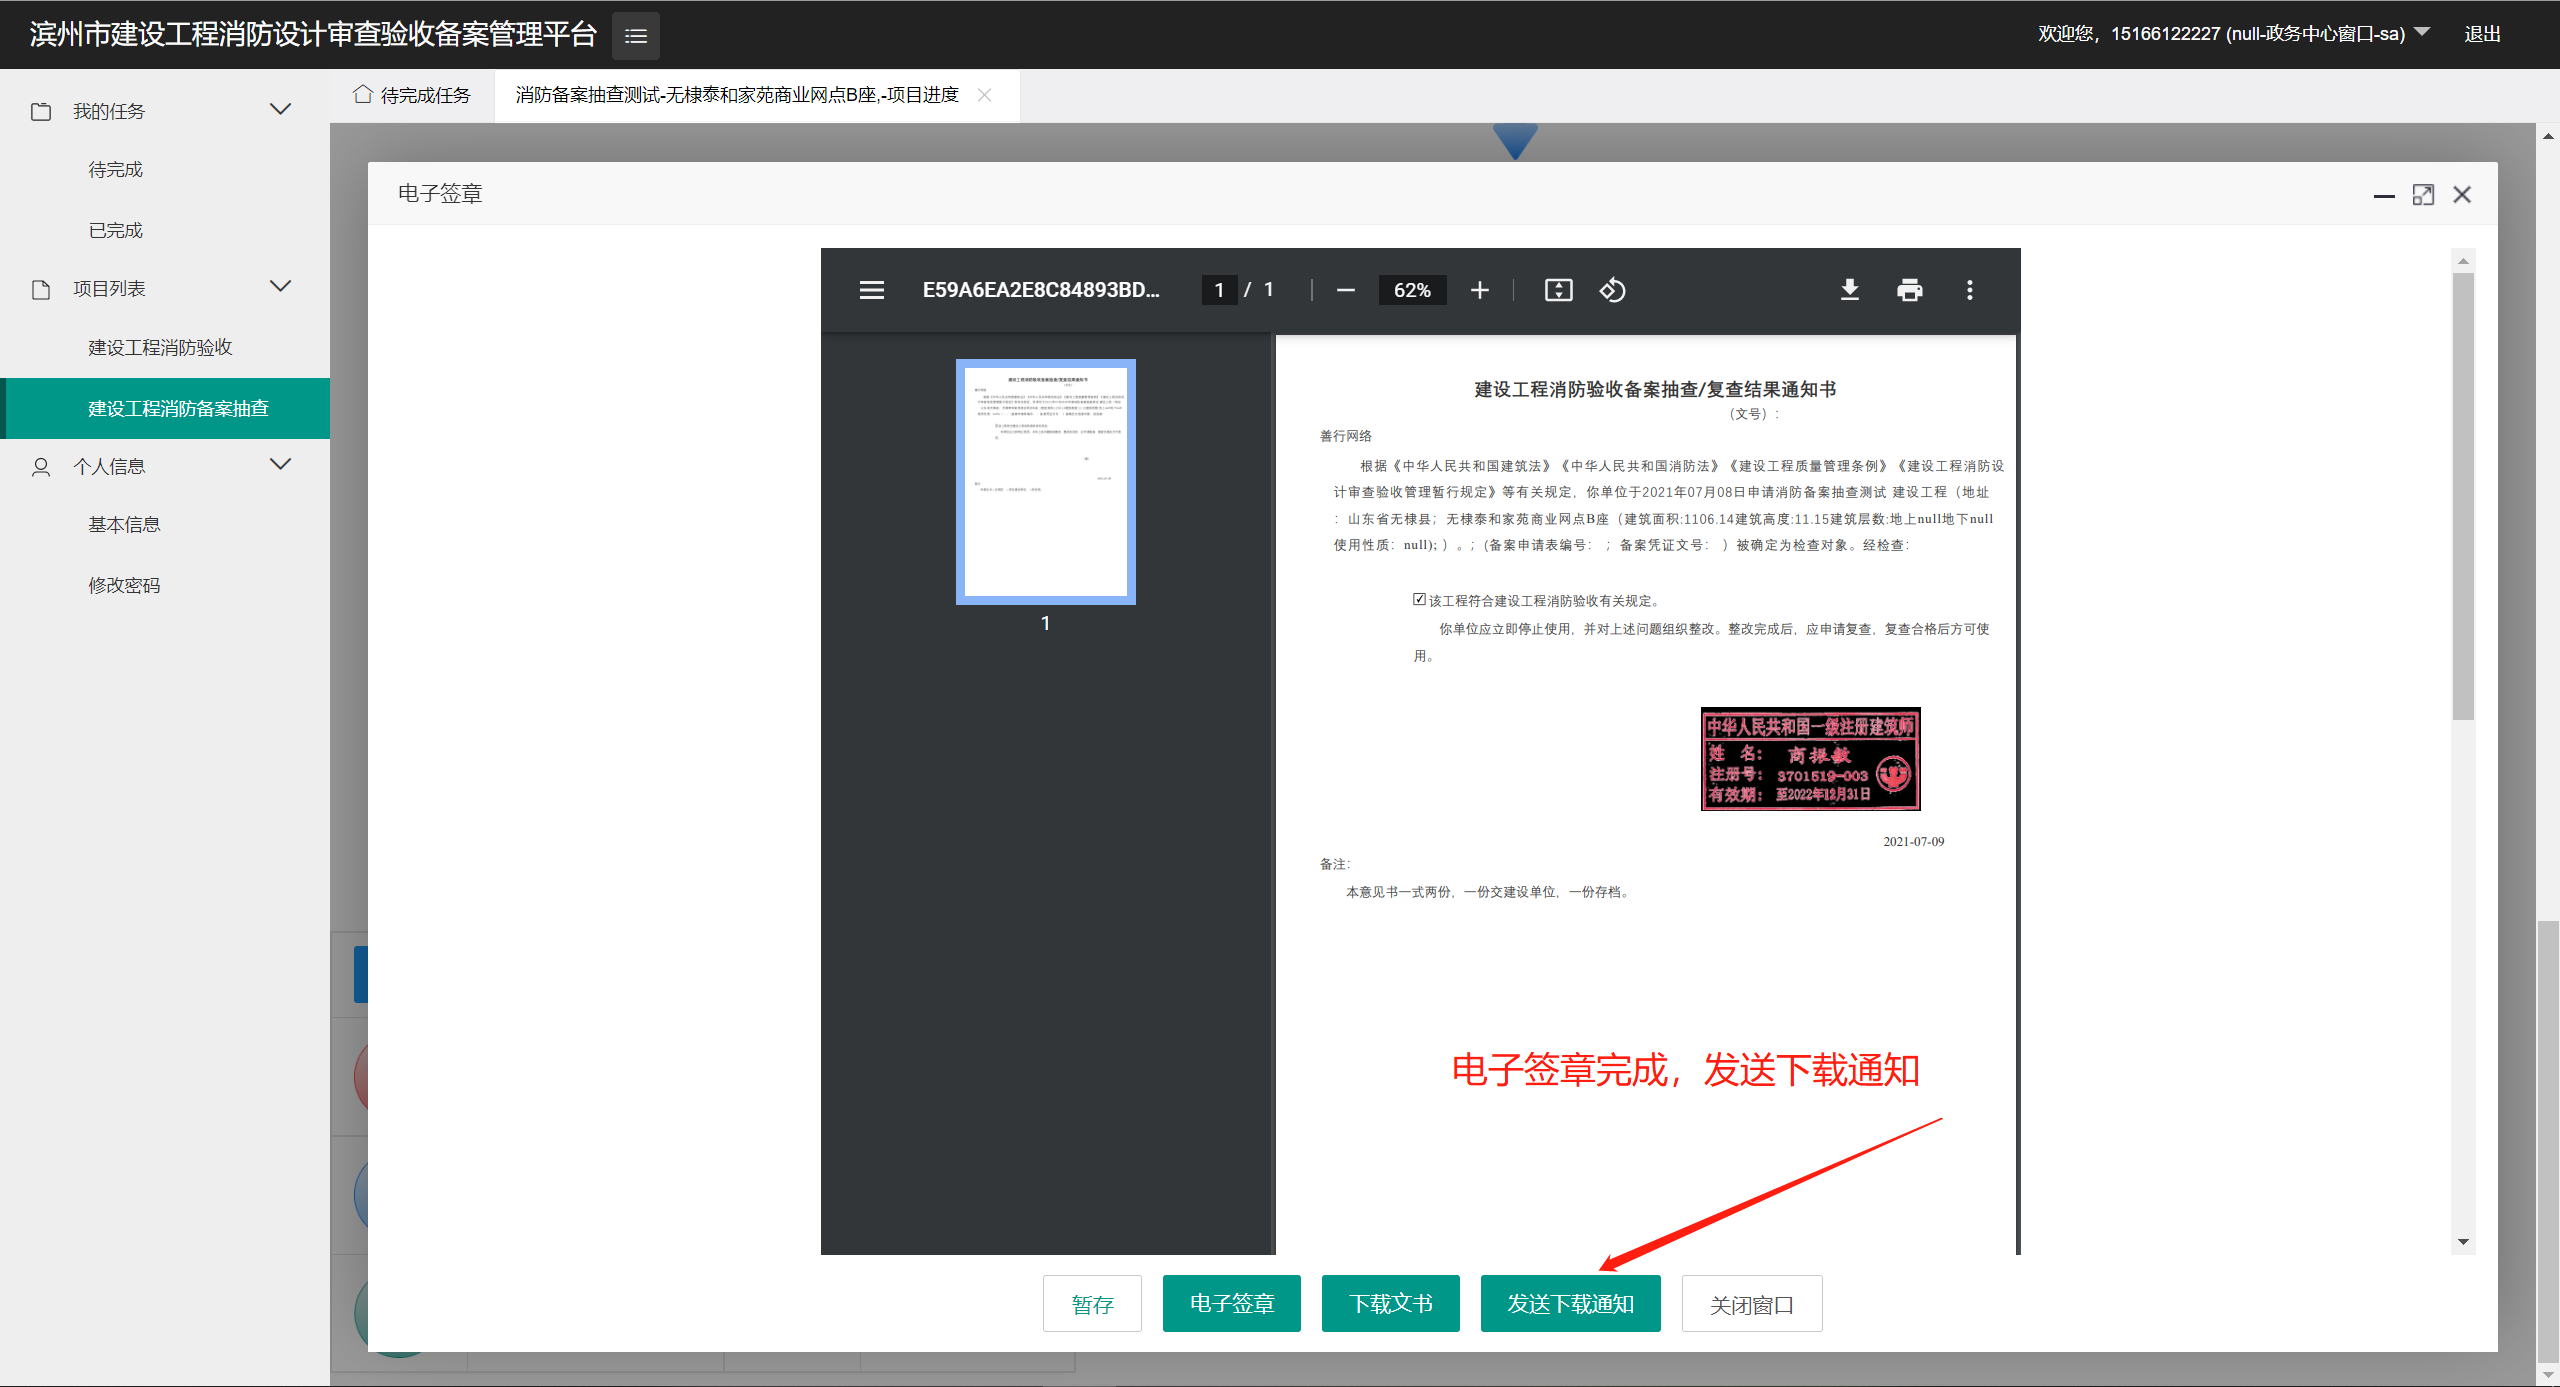 滨州市建设工程消防设计审查验收备案管理平台
欢迎您，15166122227 (null-政务中心窗口-sa)
退出
我的任务
待完成
已完成
项目列表
建设工程消防验收
建设工程消防备案抽查
个人信息
基本信息
修改密码
待完成任务
消防备案抽查测试-无棣泰和家苑商业网点B座,-项目进度
电子签章
E59A6EA2E8C84893BD...
1 / 1
62%
1
建设工程消防验收备案抽查/复查结果通知书
（文号）：
善行网络
根据《中华人民共和国建筑法》《中华人民共和国消防法》《建设工程质量管理条例》《建设工程消防设
计审查验收管理暂行规定》等有关规定，你单位于2021年07月08日申请消防备案抽查测试 建设工程（地址
：山东省无棣县；无棣泰和家苑商业网点B座（建筑面积:1106.14建筑高度:11.15建筑层数:地上null地下null
使用性质：null); ）。;（备案申请表编号： ；备案凭证文号： ）被确定为检查对象。经检查：
☑该工程符合建设工程消防验收有关规定。
你单位应立即停止使用，并对上述问题组织整改。整改完成后，应申请复查，复查合格后方可使
用。
中华人民共和国一级注册建筑师
姓 名： 商振敏
注册号： 3701519-003
有效期： 至2022年12月31日
2021-07-09
备注：
本意见书一式两份，一份交建设单位，一份存档。
电子签章完成，发送下载通知
暂存
电子签章
下载文书
发送下载通知
关闭窗口